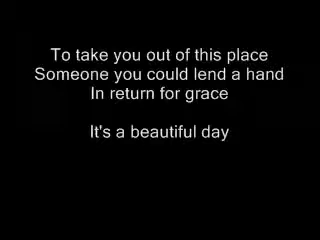 To take you out of this place
Someone you could lend a hand
In return for grace
It's a beautiful day